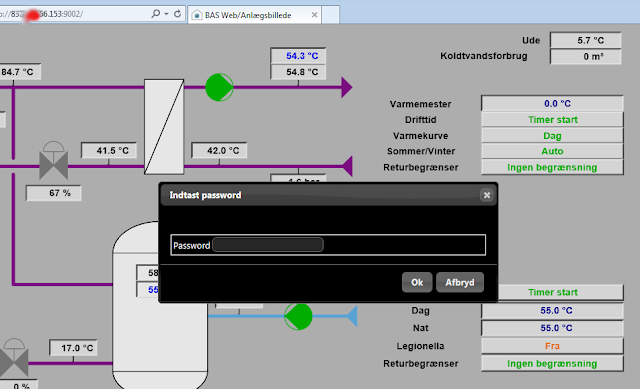 56.153:9002/
BAS Web/Anlægsbillede
Ude 5.7 °C
Koldtvandsforbrug 0 m³
54.3 °C
54.8 °C
84.7 °C
41.5 °C
42.0 °C
67 %
Varmemester 0.0 °C
Drifttid Timer start
Varmekurve Dag
Sommer/Vinter Auto
Returbegrænser Ingen begrænsning
Indtast password
Password
Ok
Afbryd
58
55
Timer start
Dag 55.0 °C
Nat 55.0 °C
Legionella Fra
Returbegrænser Ingen begrænsning
17.0 °C
0 %